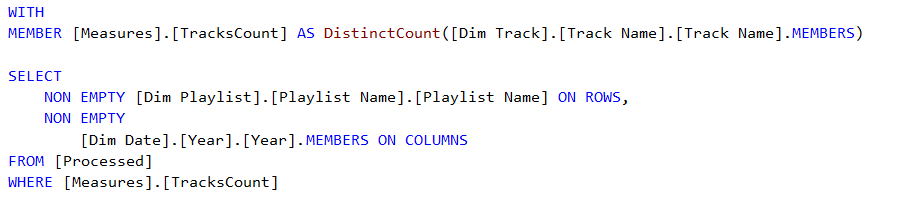 WITH
MEMBER [Measures].[TracksCount] AS DistinctCount([Dim Track].[Track Name].[Track Name].MEMBERS)
SELECT
NON EMPTY [Dim Playlist].[Playlist Name].[Playlist Name] ON ROWS,
NON EMPTY
[Dim Date].[Year].[Year].MEMBERS ON COLUMNS
FROM [Processed]
WHERE [Measures].[TracksCount]